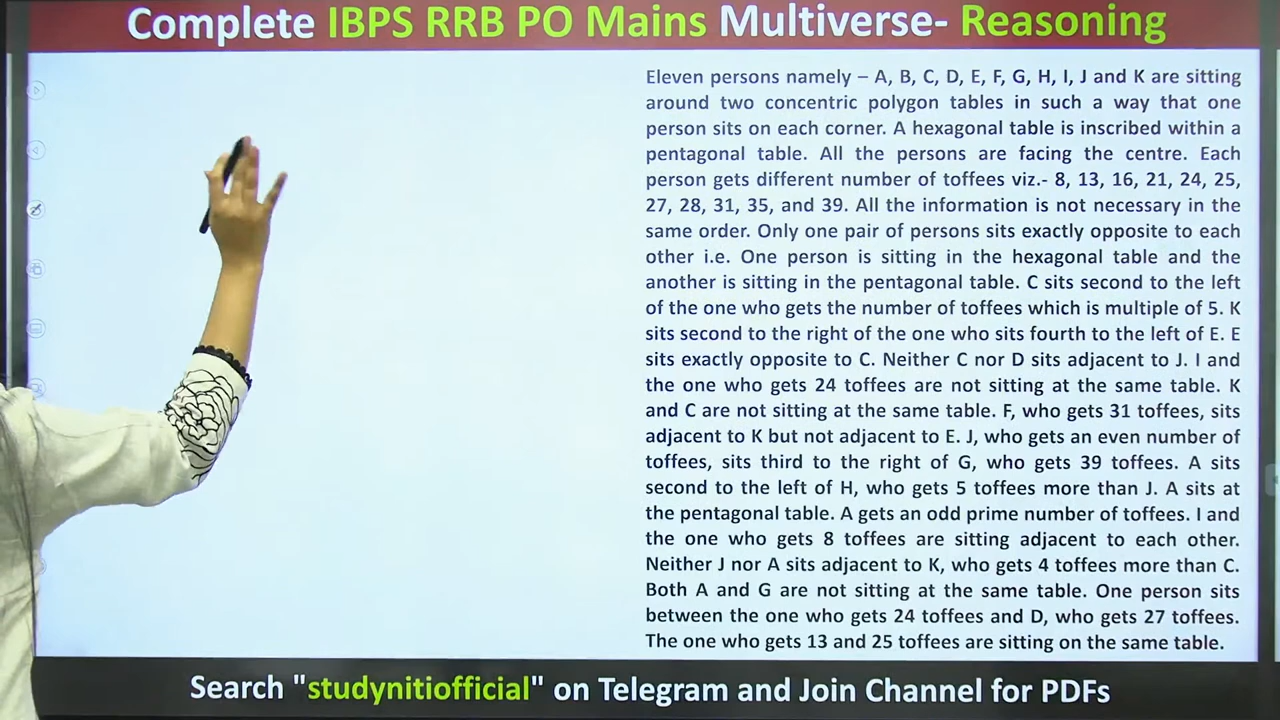 Complete IBPS RRB PO Mains Multiverse- Reasoning
Eleven persons namely – A, B, C, D, E, F, G, H, I, J and K are sitting
around two concentric polygon tables in such a way that one
person sits on each corner. A hexagonal table is inscribed within a
pentagonal table. All the persons are facing the centre. Each
person gets different number of toffees viz.- 8, 13, 16, 21, 24, 25,
27, 28, 31, 35, and 39. All the information is not necessary in the
same order. Only one pair of persons sits exactly opposite to each
other i.e. One person is sitting in the hexagonal table and the
another is sitting in the pentagonal table. C sits second to the left
of the one who gets the number of toffees which is multiple of 5. K
sits second to the right of the one who sits fourth to the left of E. E
sits exactly opposite to C. Neither C nor D sits adjacent to J. I and
the one who gets 24 toffees are not sitting at the same table. K
and C are not sitting at the same table. F, who gets 31 toffees, sits
adjacent to K but not adjacent to E. J, who gets an even number of
toffees, sits third to the right of G, who gets 39 toffees. A sits
second to the left of H, who gets 5 toffees more than J. A sits at
the pentagonal table. A gets an odd prime number of toffees. I and
the one who gets 8 toffees are sitting adjacent to each other.
Neither J nor A sits adjacent to K, who gets 4 toffees more than C.
Both A and G are not sitting at the same table. One person sits
between the one who gets 24 toffees and D, who gets 27 toffees.
The one who gets 13 and 25 toffees are sitting on the same table.
Search "studynitiofficial" on Telegram and Join Channel for PDFs